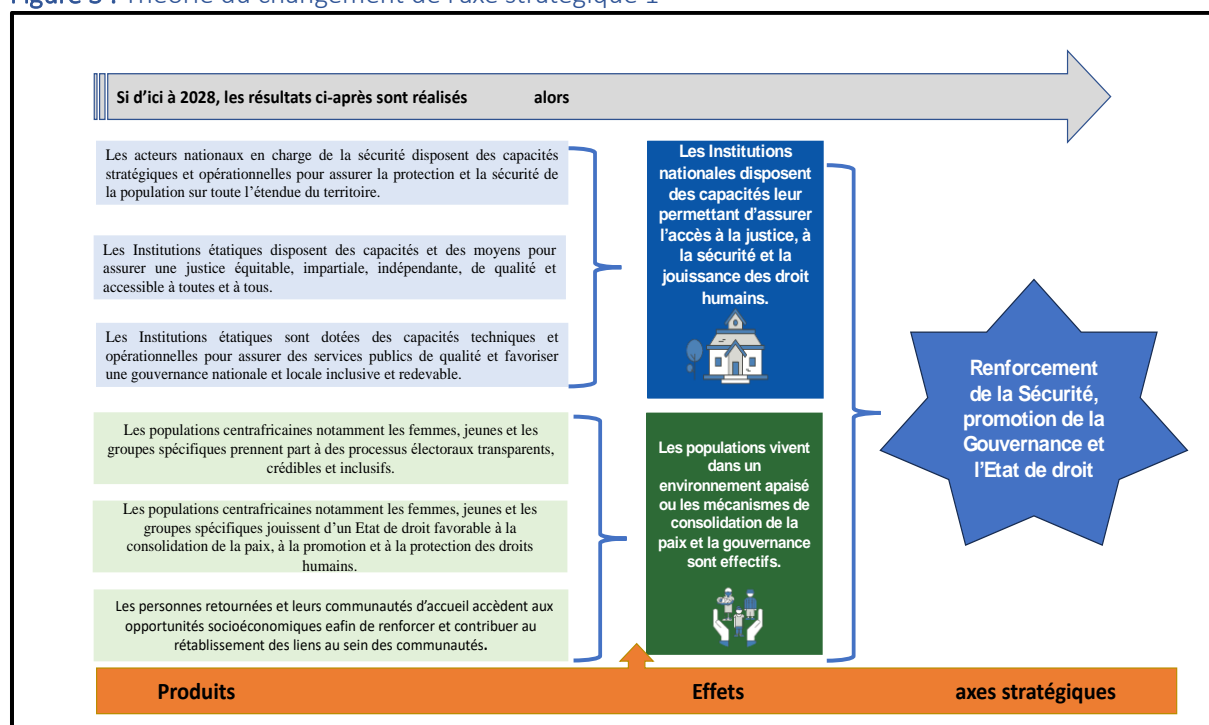 Figure 3 : Théorie du changement de l'axe stratégique 1
Si d'ici à 2028, les résultats ci-après sont réalisés alors
Les acteurs nationaux en charge de la sécurité disposent des capacités
stratégiques et opérationnelles pour assurer la protection et la sécurité de
la population sur toute l'étendue du territoire.
Les Institutions étatiques disposent des capacités et des moyens pour
assurer une justice équitable, impartiale, indépendante, de qualité et
accessible à toutes et à tous.
Les Institutions étatiques sont dotées des capacités techniques et
opérationnelles pour assurer des services publics de qualité et favoriser
une gouvernance nationale et locale inclusive et redevable.
Les populations centrafricaines notamment les femmes, jeunes et les
groupes spécifiques prennent part à des processus électoraux transparents,
crédibles et inclusifs.
Les populations centrafricaines notamment les femmes, jeunes et les
groupes spécifiques jouissent d'un Etat de droit favorable à la
consolidation de la paix, à la promotion et à la protection des droits
humains.
Les personnes retournées et leurs communautés d'accueil accèdent aux
opportunités socioéconomiques eafin de renforcer et contribuer au
rétablissement des liens au sein des communautés.
Les Institutions
nationales disposent
des capacités leur
permettant d'assurer
l'accès à la justice, à
la sécurité et la
jouissance des droit
humains.
Les populations vivent
dans un
environnement apaisé
ou les mécanismes de
consolidation de la
paix et la gouvernance
sont effectifs.
Renforcement
de la Sécurité,
promotion de la
Gouvernance et
l'Etat de droit
Produits Effets axes stratégiques